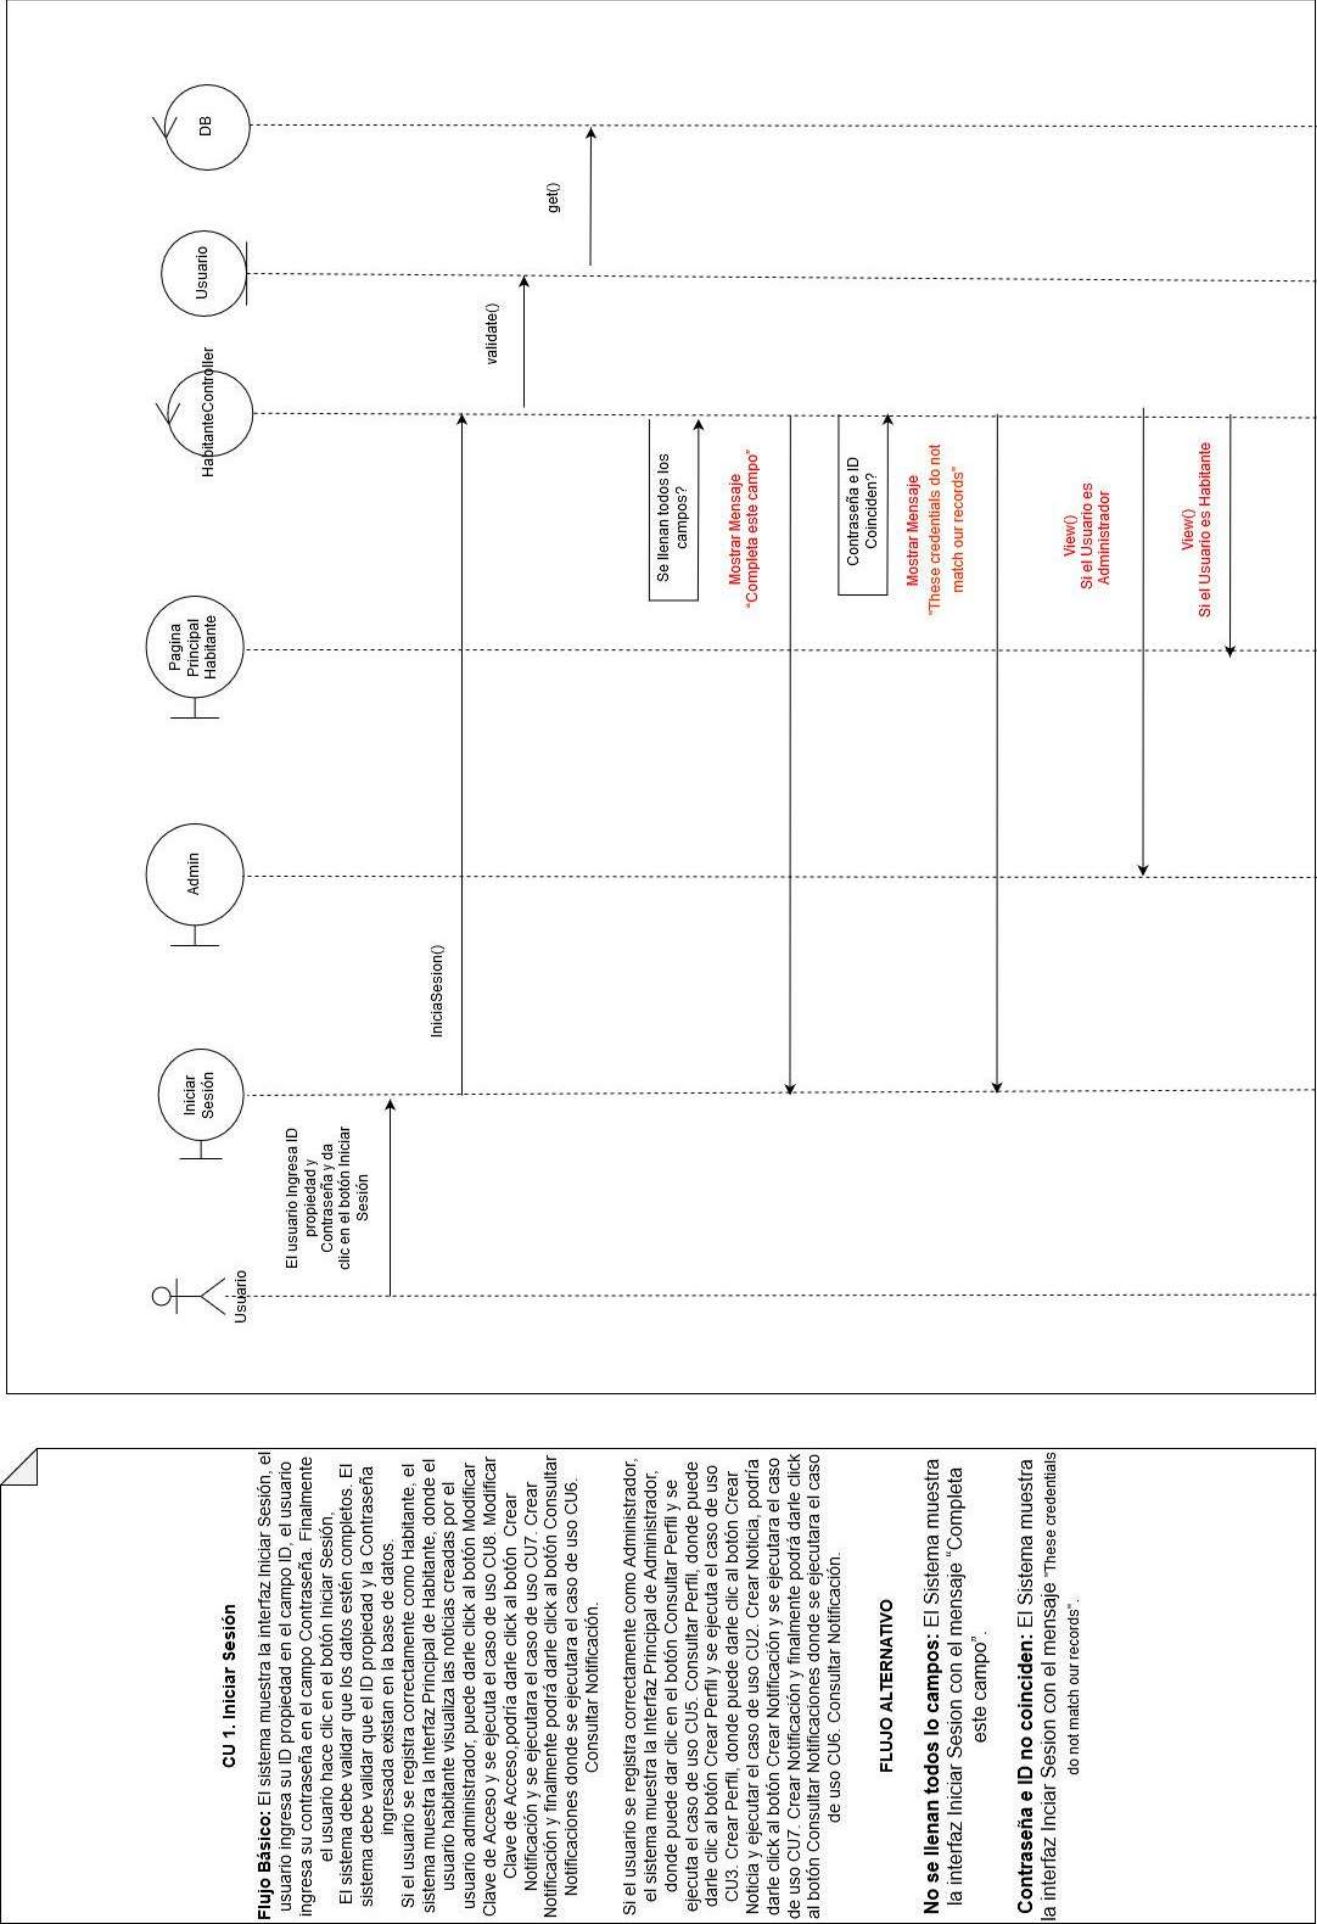 CU 1. Iniciar Sesión
Flujo Básico: El sistema muestra la interfaz Iniciar Sesión, el
usuario ingresa su ID propiedad en el campo ID, el usuario
ingresa su contraseña en el campo Contraseña. Finalmente
el usuario hace clic en el botón Iniciar Sesión,
El sistema debe validar que los datos estén completos. El
sistema debe validar que el ID propiedad y la Contraseña
ingresada existan en la base de datos.
Si el usuario se registra correctamente como Habitante, el
sistema muestra la Interfaz Principal de Habitante, donde el
usuario habitante visualiza las noticias creadas por el
usuario administrador, puede darle click al botón Modificar
Clave de Acceso y se ejecuta el caso de uso CU8. Modificar
Clave de Acceso,podría darle click al botón Crear
Notificación y se ejecutara el caso de uso CU7. Crear
Notificación y finalmente podrá darle click al botón Consultar
Notificaciones donde se ejecutara el caso de uso CU6.
Consultar Notificación.
Si el usuario se registra correctamente como Administrador,
el sistema muestra la Interfaz Principal de Administrador,
donde puede dar clic en el botón Consultar Perfil y se
ejecuta el caso de uso CU5. Consultar Perfil, donde puede
darle clic al botón Crear Perfil y se ejecuta el caso de uso
CU3. Crear Perfil, donde puede darle clic al botón Crear
Noticia y ejecutar el caso de uso CU2. Crear Noticia, podría
darle click al botón Crear Notificación y se ejecutara el caso
de uso CU7. Crear Notificación y finalmente podrá darle click
al botón Consultar Notificaciones donde se ejecutara el caso
de uso CU6. Consultar Notificación.
FLUJO ALTERNATIVO
No se llenan todos lo campos: El Sistema muestra
la interfaz Iniciar Sesion con el mensaje "Completa
este campo".
Contraseña e ID no coinciden: El Sistema muestra
la interfaz Inciar Sesion con el mensaje "These credentials
do not match our records".
Usuario
Iniciar
Sesión
Admin
Pagina
Principal
Habitante
HabitanteController
Usuario
DB
El usuario Ingresa ID
propiedad y
Contraseña y da
clic en el botón Iniciar
Sesión
IniciaSesion()
validate()
get()
Se llenan todos los
campos?
Mostrar Mensaje
"Completa este campo"
Contraseña e ID
Coinciden?
Mostrar Mensaje
"These credentials do not
match our records"
View()
Si el Usuario es
Administrador
View()
Si el Usuario es Habitante